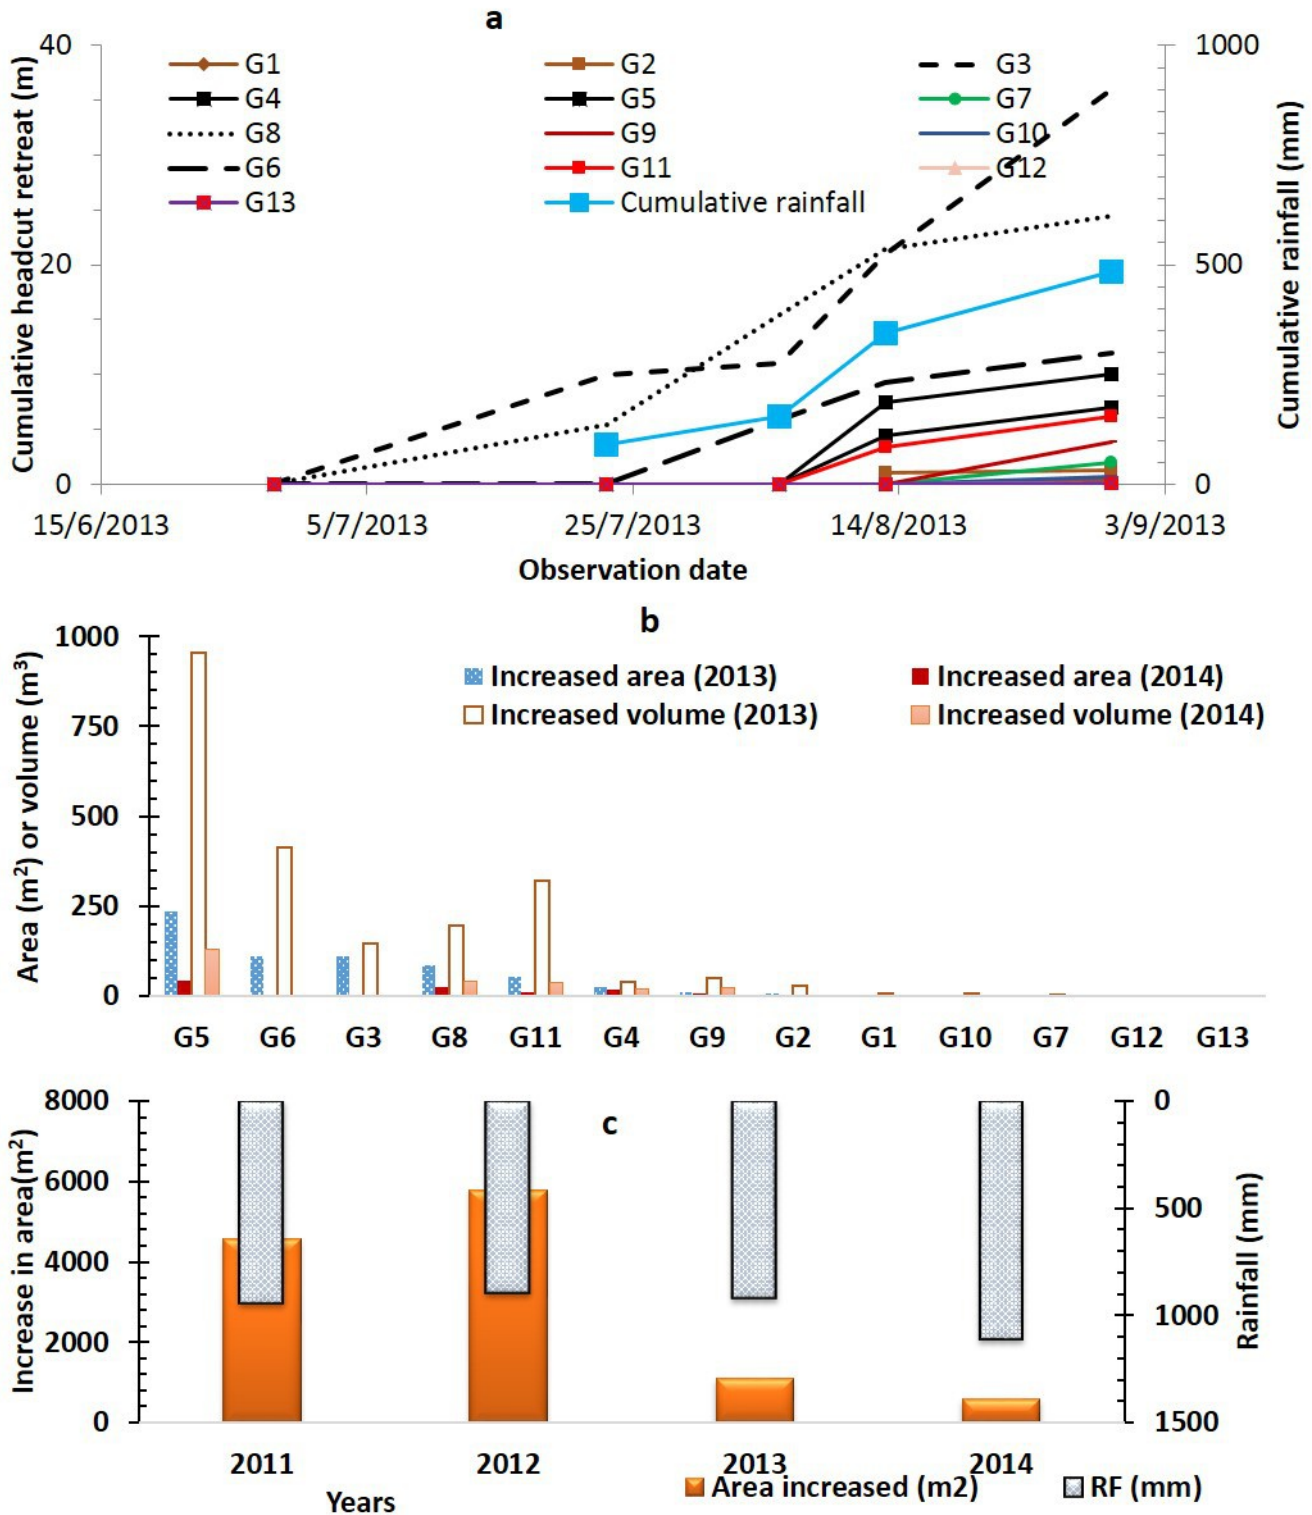 a
Cumulative headcut retreat (m)
40
20
0
G1 G2 G3
G4 G5 G7
G8 G9 G10
G6 G11 G12
G13 Cumulative rainfall
1000
500
0
Cumulative rainfall (mm)
15/6/2013 5/7/2013 25/7/2013 14/8/2013 3/9/2013
Observation date
b
Area (m²) or volume (m³)
1000
750
500
250
0
Increased area (2013) Increased area (2014)
Increased volume (2013) Increased volume (2014)
G5 G6 G3 G8 G11 G4 G9 G2 G1 G10 G7 G12 G13
c
Increase in area(m²)
8000
6000
4000
2000
0
0
500
1000
1500
Rainfall (mm)
2011 2012 2013 2014
Years
Area increased (m2) RF (mm)